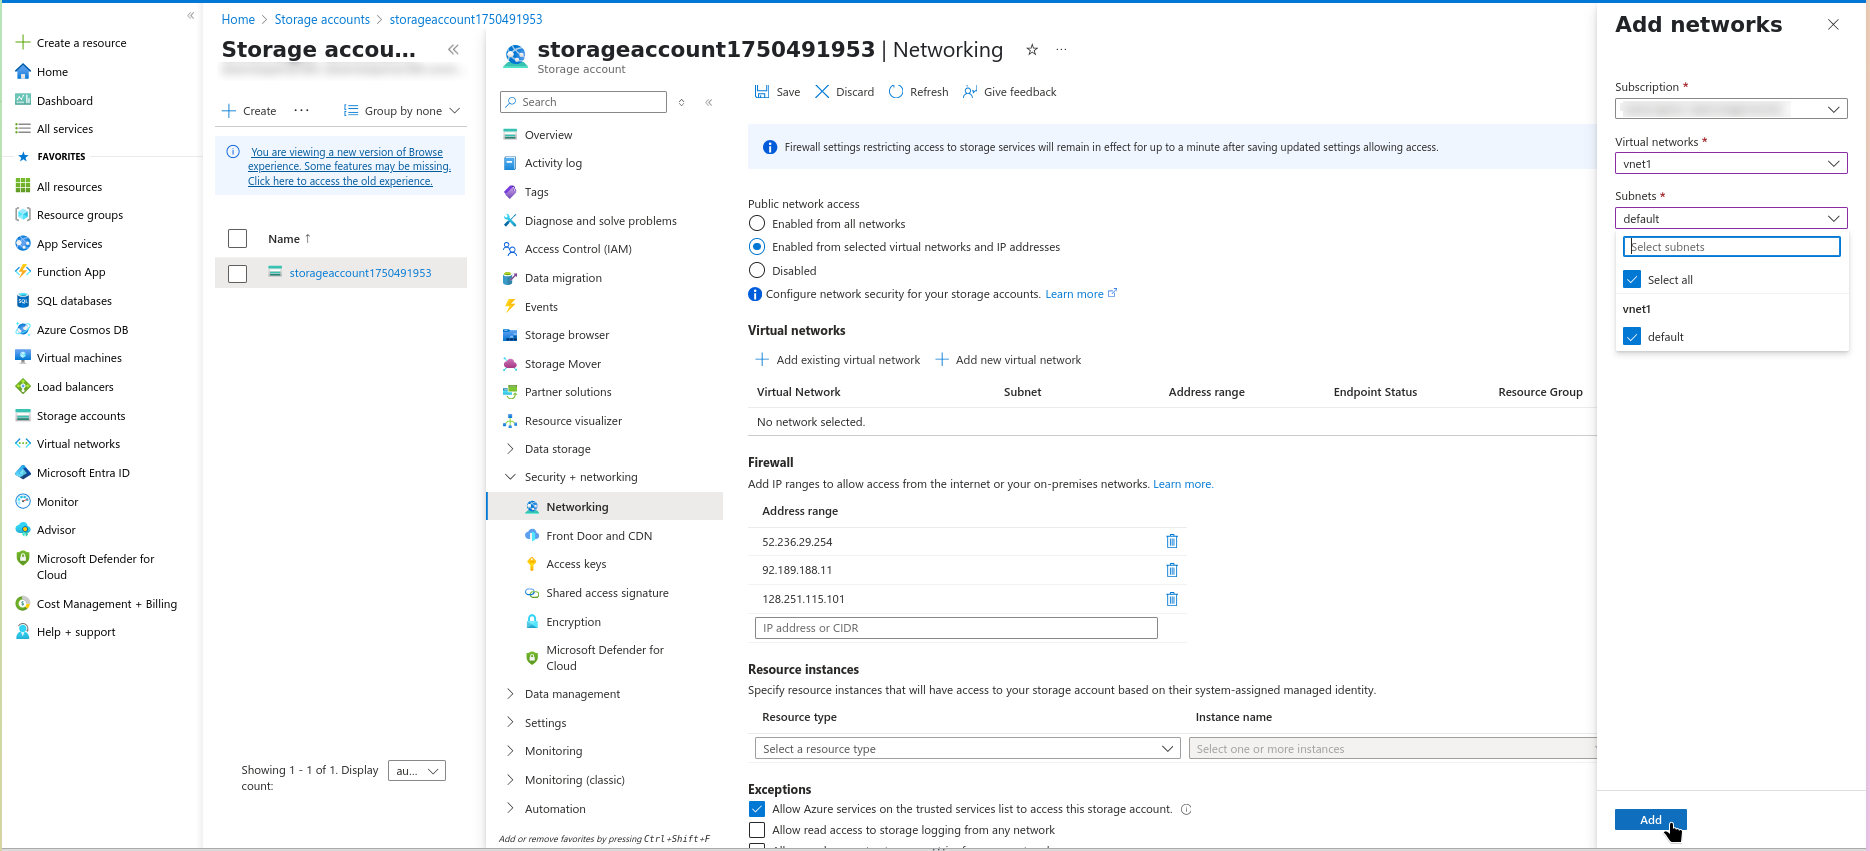 Create a resource
Home
Dashboard
All services
FAVORITES
All resources
Resource groups
App Services
Function App
SQL databases
Azure Cosmos DB
Virtual machines
Load balancers
Storage accounts
Virtual networks
Microsoft Entra ID
Monitor
Advisor
Microsoft Defender for
Cloud
Cost Management + Billing
Help + support
Home > Storage accounts > storageaccount1750491953
Storage accou...
Create ... Group by none
You are viewing a new version of Browse
experience. Some features may be missing.
Click here to access the old experience.
Name ↑
storageaccount1750491953
Showing 1 - 1 of 1. Display
count:
au...
storageaccount1750491953 | Networking ☆ ...
Storage account
Search
Overview
Activity log
Tags
Diagnose and solve problems
Access Control (IAM)
Data migration
Events
Storage browser
Storage Mover
Partner solutions
Resource visualizer
Data storage
Security + networking
Networking
Front Door and CDN
Access keys
Shared access signature
Encryption
Microsoft Defender for
Cloud
Data management
Settings
Monitoring
Monitoring (classic)
Automation
Add or remove favorites by pressing Ctrl+Shift+F
Save Discard Refresh Give feedback
Firewall settings restricting access to storage services will remain in effect for up to a minute after saving updated settings allowing access.
Public network access
Enabled from all networks
Enabled from selected virtual networks and IP addresses
Disabled
Configure network security for your storage accounts. Learn more
Virtual networks
Add existing virtual network Add new virtual network
Virtual Network Subnet Address range Endpoint Status Resource Group
No network selected.
Firewall
Add IP ranges to allow access from the internet or your on-premises networks. Learn more.
Address range
52.236.29.254
92.189.188.11
128.251.115.101
IP address or CIDR
Resource instances
Specify resource instances that will have access to your storage account based on their system-assigned managed identity.
Resource type Instance name
Select a resource type Select one or more instances
Exceptions
Allow Azure services on the trusted services list to access this storage account.
Allow read access to storage logging from any network
Add networks
Subscription *
Virtual networks *
vnet1
Subnets *
default
Select subnets
Select all
vnet1
default
Add